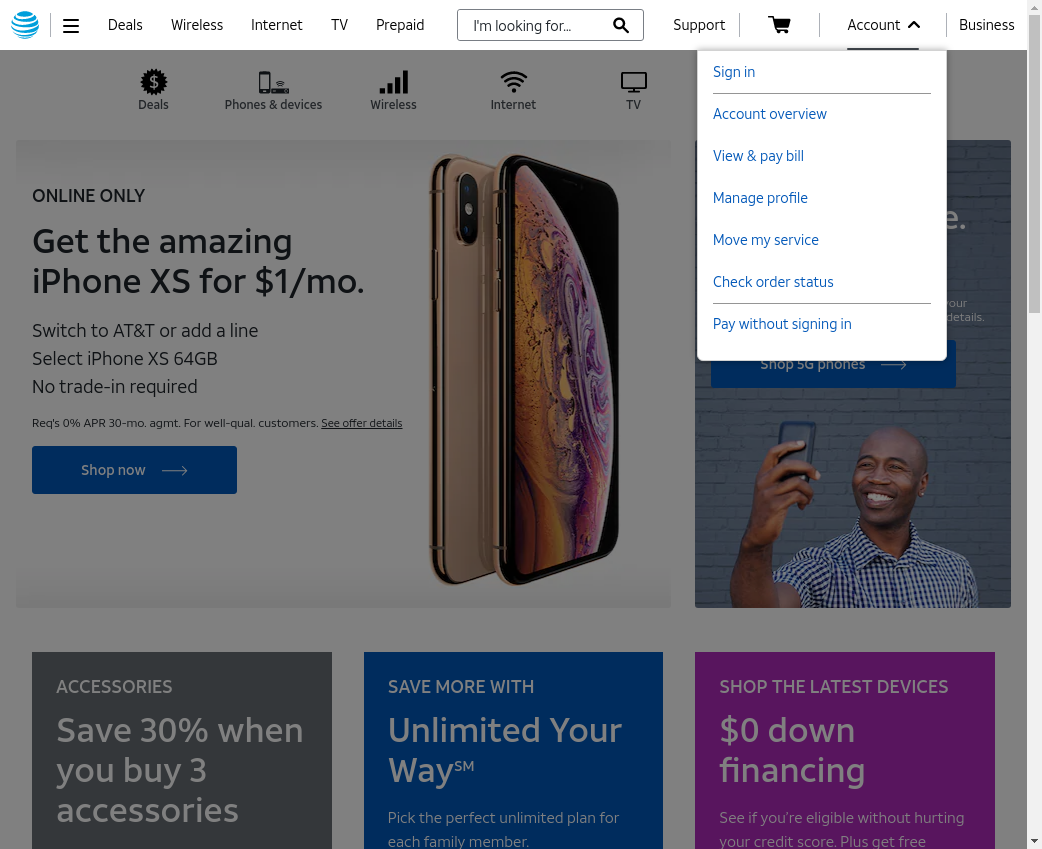 Deals
Wireless
Internet
TV
Prepaid
I'm looking for...
Support
Account
Business
Sign in
Account overview
View & pay bill
Manage profile
Move my service
Check order status
Pay without signing in
Deals
Phones & devices
Wireless
Internet
TV
ONLINE ONLY
Get the amazing
iPhone XS for $1/mo.
Switch to AT&T or add a line
Select iPhone XS 64GB
No trade-in required
Req's 0% APR 30-mo. agmt. For well-qual. customers. See offer details
Shop now
e.
your
details.
Shop 5G phones
ACCESSORIES
Save 30% when
you buy 3
accessories
SAVE MORE WITH
Unlimited Your
Way℠
Pick the perfect unlimited plan for
each family member.
SHOP THE LATEST DEVICES
$0 down
financing
See if you're eligible without hurting
your credit score. Plus get free